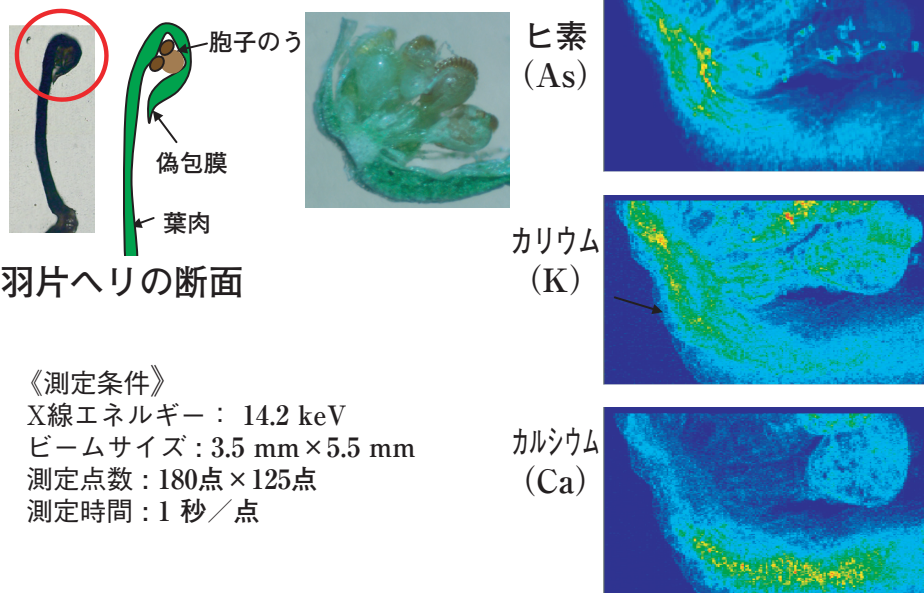 胞子のう
偽包膜
葉肉
羽片ヘリの断面
《測定条件》
X線エネルギー： 14.2 keV
ビームサイズ：3.5 mm×5.5 mm
測定点数：180点×125点
測定時間：1 秒／点
ヒ素
(As)
カリウム
(K)
カルシウム
(Ca)